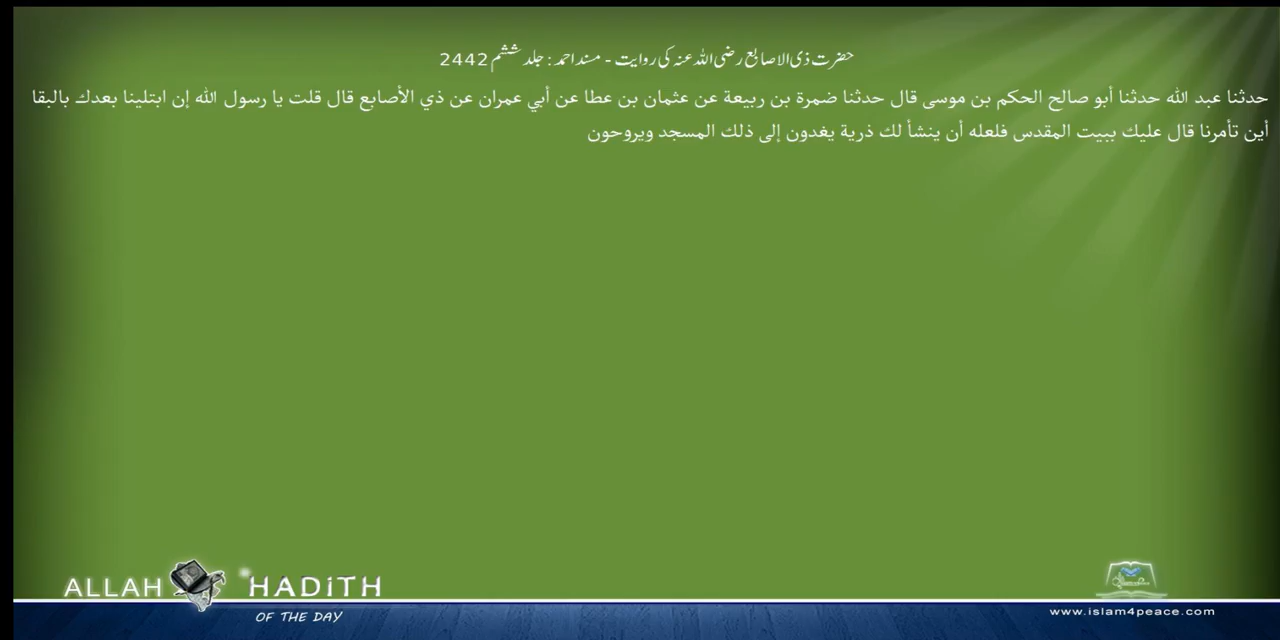 حضرت ذی الاصابع رضی اللہ عنہ کی روایت - مسند احمد : جلد ششم 2442
حدثنا عبد الله حدثنا أبو صالح الحكم بن موسى قال حدثنا ضمرة بن ربيعة عن عثمان بن عطا عن أبي عمران عن ذي الأصابع قال قلت يا رسول الله إن ابتلينا بعدك بالبقا
أين تأمرنا قال عليك ببيت المقدس فلعله أن ينشأ لك ذرية يغدون إلى ذلك المسجد ويروحون
ALLAH HADITH
OF THE DAY
www.islam4peace.com